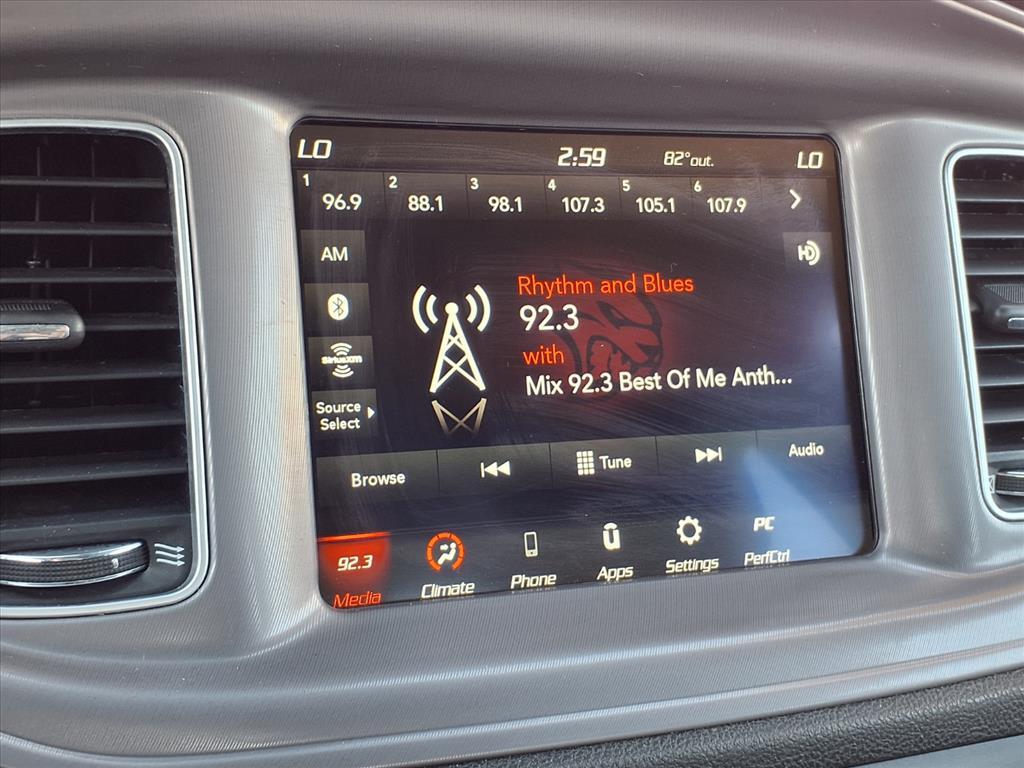 LO 2:59 82° out. LO
1 96.9 2 88.1 3 98.1 4 107.3 5 105.1 6 107.9
AM
HD
Rhythm and Blues
92.3
with
SiriusXM
Mix 92.3 Best Of Me Anth...
Source
Select
Browse Tune Audio
92.3 PC
Media Climate Phone Apps Settings PerfCtrl